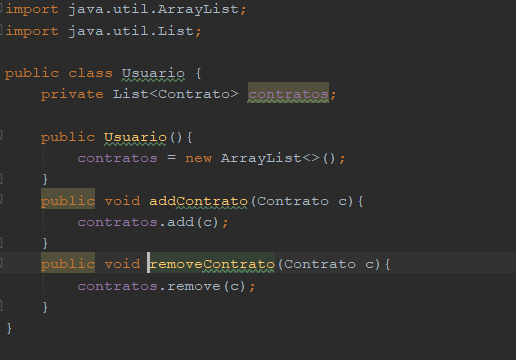 import java.util.ArrayList;
import java.util.List;
public class Usuario {
private List<Contrato> contratos;
public Usuario(){
contratos = new ArrayList<>();
}
public void addContrato(Contrato c){
contratos.add(c);
}
public void removeContrato(Contrato c){
contratos.remove(c);
}
}